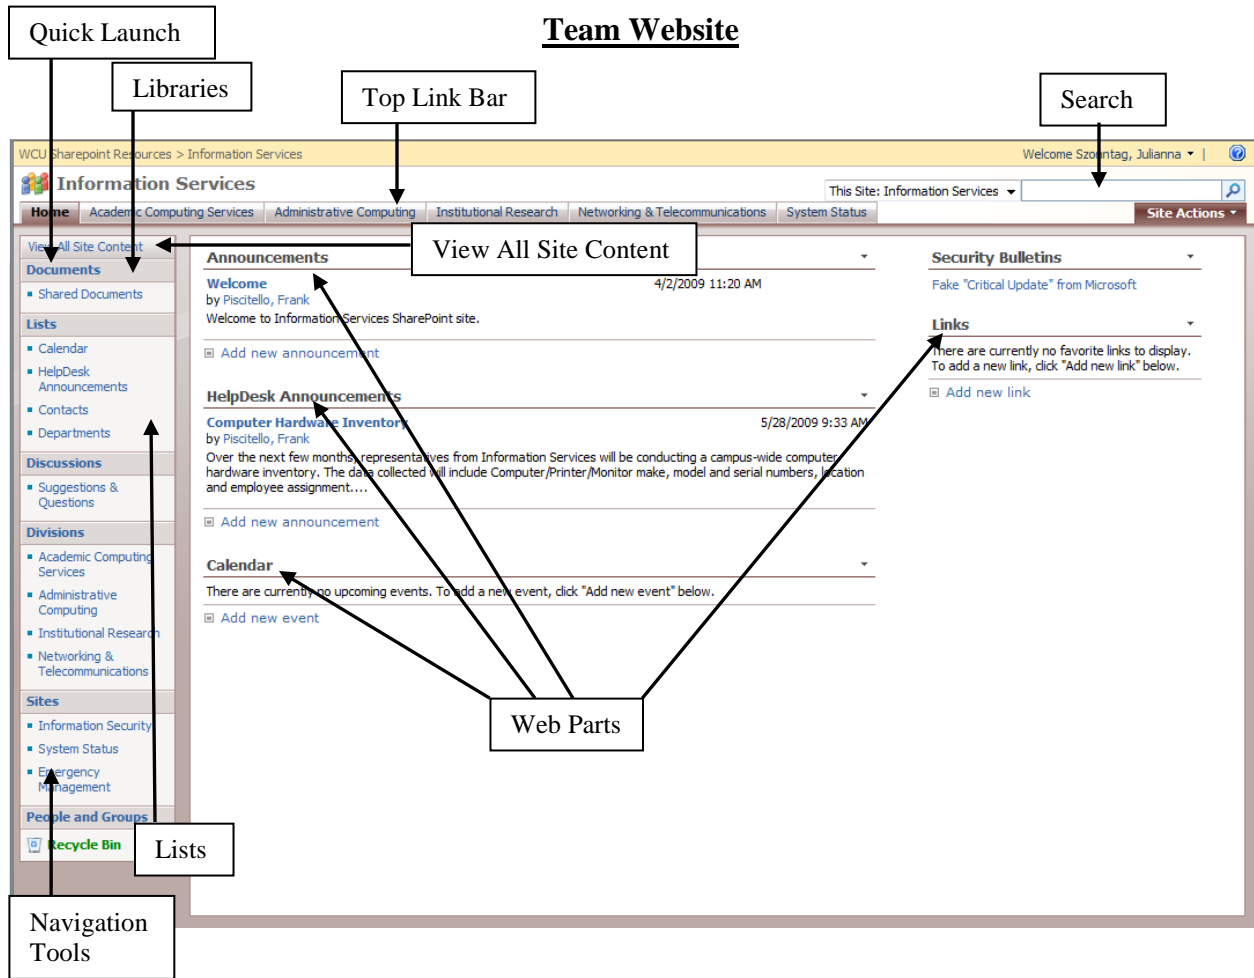 Team Website
Quick Launch
Libraries
Top Link Bar
Search
WCU Sharepoint Resources > Information Services
Welcome Szonntag, Julianna
Information Services
This Site: Information Services
Home
Academic Computing Services
Administrative Computing
Institutional Research
Networking & Telecommunications
System Status
Site Actions
View All Site Content
View All Site Content
Documents
Shared Documents
Lists
Calendar
HelpDesk
Announcements
Contacts
Departments
Discussions
Suggestions &
Questions
Divisions
Academic Computing
Services
Administrative
Computing
Institutional Research
Networking &
Telecommunications
Sites
Information Security
System Status
Emergency
Management
People and Groups
Recycle Bin
Announcements
Welcome 4/2/2009 11:20 AM
by Piscitello, Frank
Welcome to Information Services SharePoint site.
Add new announcement
HelpDesk Announcements
Computer Hardware Inventory 5/28/2009 9:33 AM
by Piscitello, Frank
Over the next few months, representatives from Information Services will be conducting a campus-wide computer
hardware inventory. The data collected will include Computer/Printer/Monitor make, model and serial numbers, location
and employee assignment....
Add new announcement
Calendar
There are currently no upcoming events. To add a new event, click "Add new event" below.
Add new event
Security Bulletins
Fake "Critical Update" from Microsoft
Links
There are currently no favorite links to display.
To add a new link, click "Add new link" below.
Add new link
Web Parts
Lists
Navigation
Tools